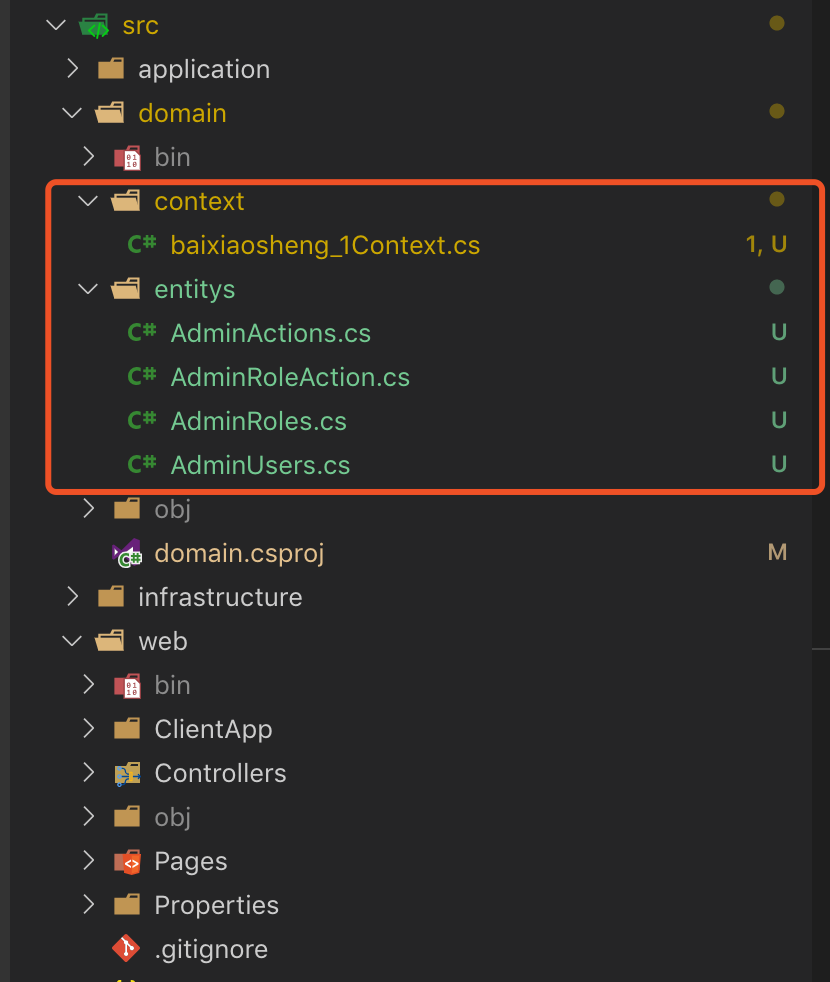 src
application
domain
bin
context
baixiaosheng_1Context.cs 1, U
entitys
AdminActions.cs U
AdminRoleAction.cs U
AdminRoles.cs U
AdminUsers.cs U
obj
domain.csproj M
infrastructure
web
bin
ClientApp
Controllers
obj
Pages
Properties
.gitignore